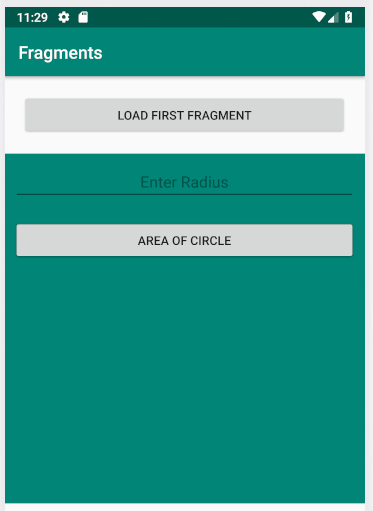 11:29
Fragments
LOAD FIRST FRAGMENT
Enter Radius
AREA OF CIRCLE